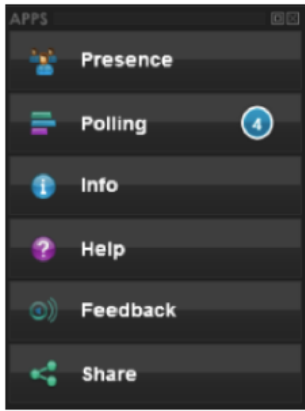 APPS
Presence
Polling 4
Info
Help
Feedback
Share